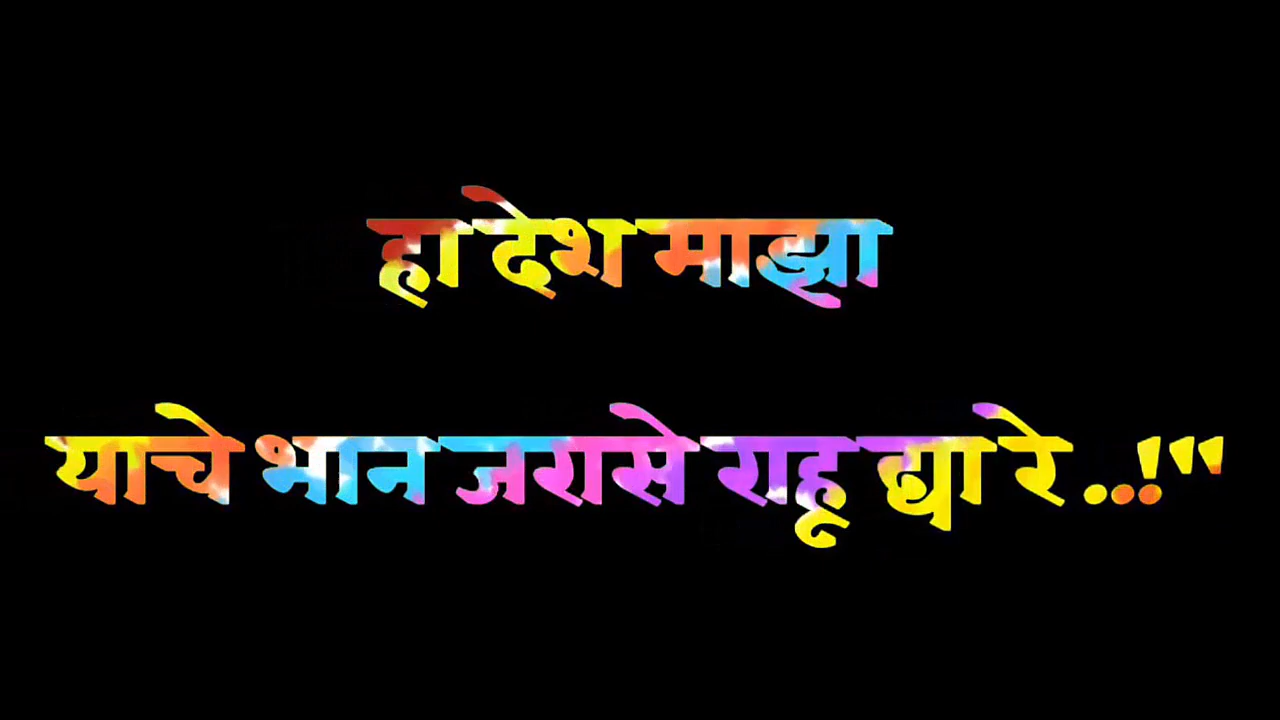 हा देश माझा
याचे भान जरासे राहू द्या रे ..!"